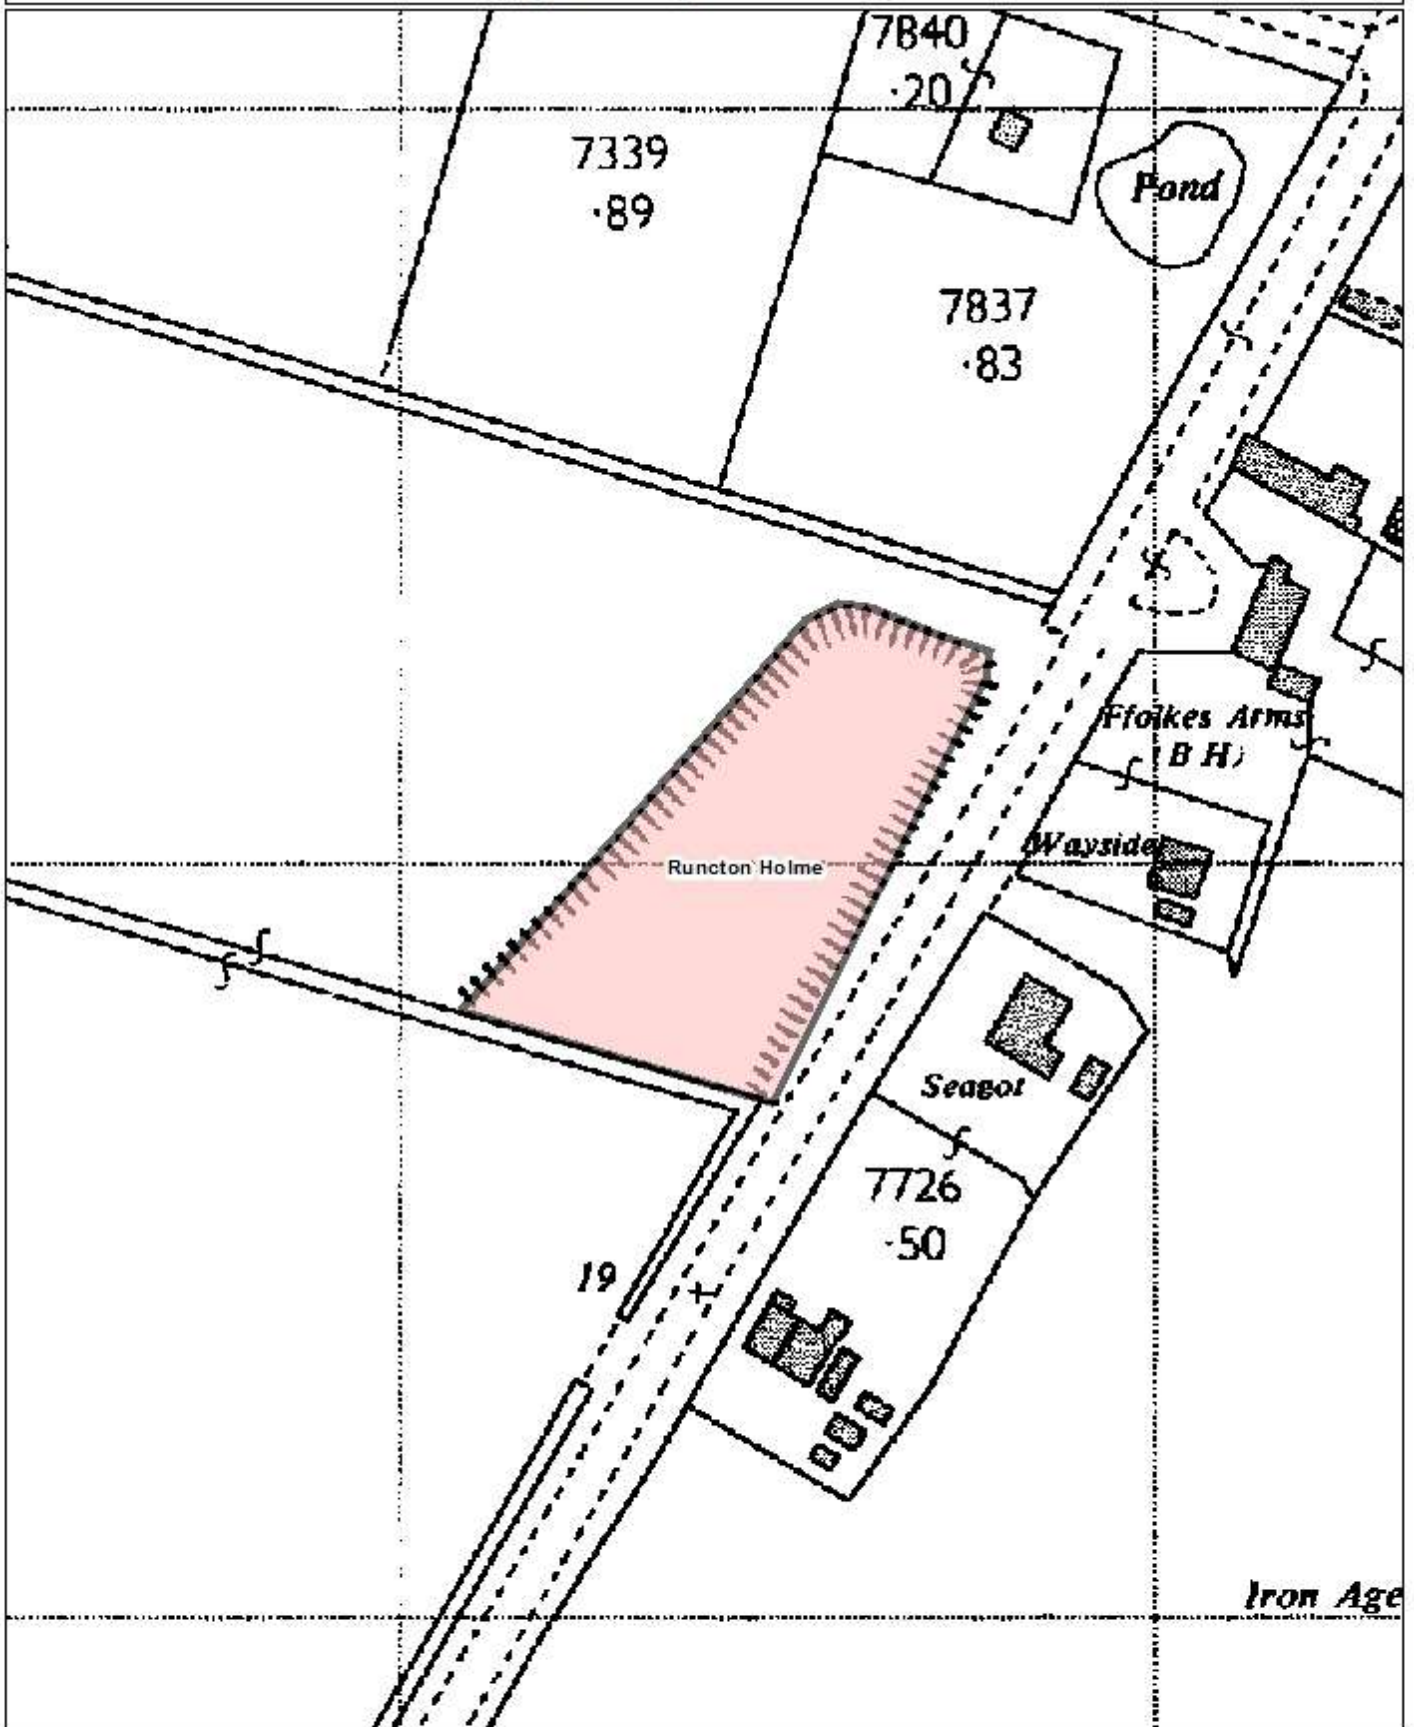 7840
·20
7339
·89
Pond
7837
·83
Ffolkes Arms
(B H)
Wayside
Runcton Holme
Seagot
7726
·50
19
Iron Age